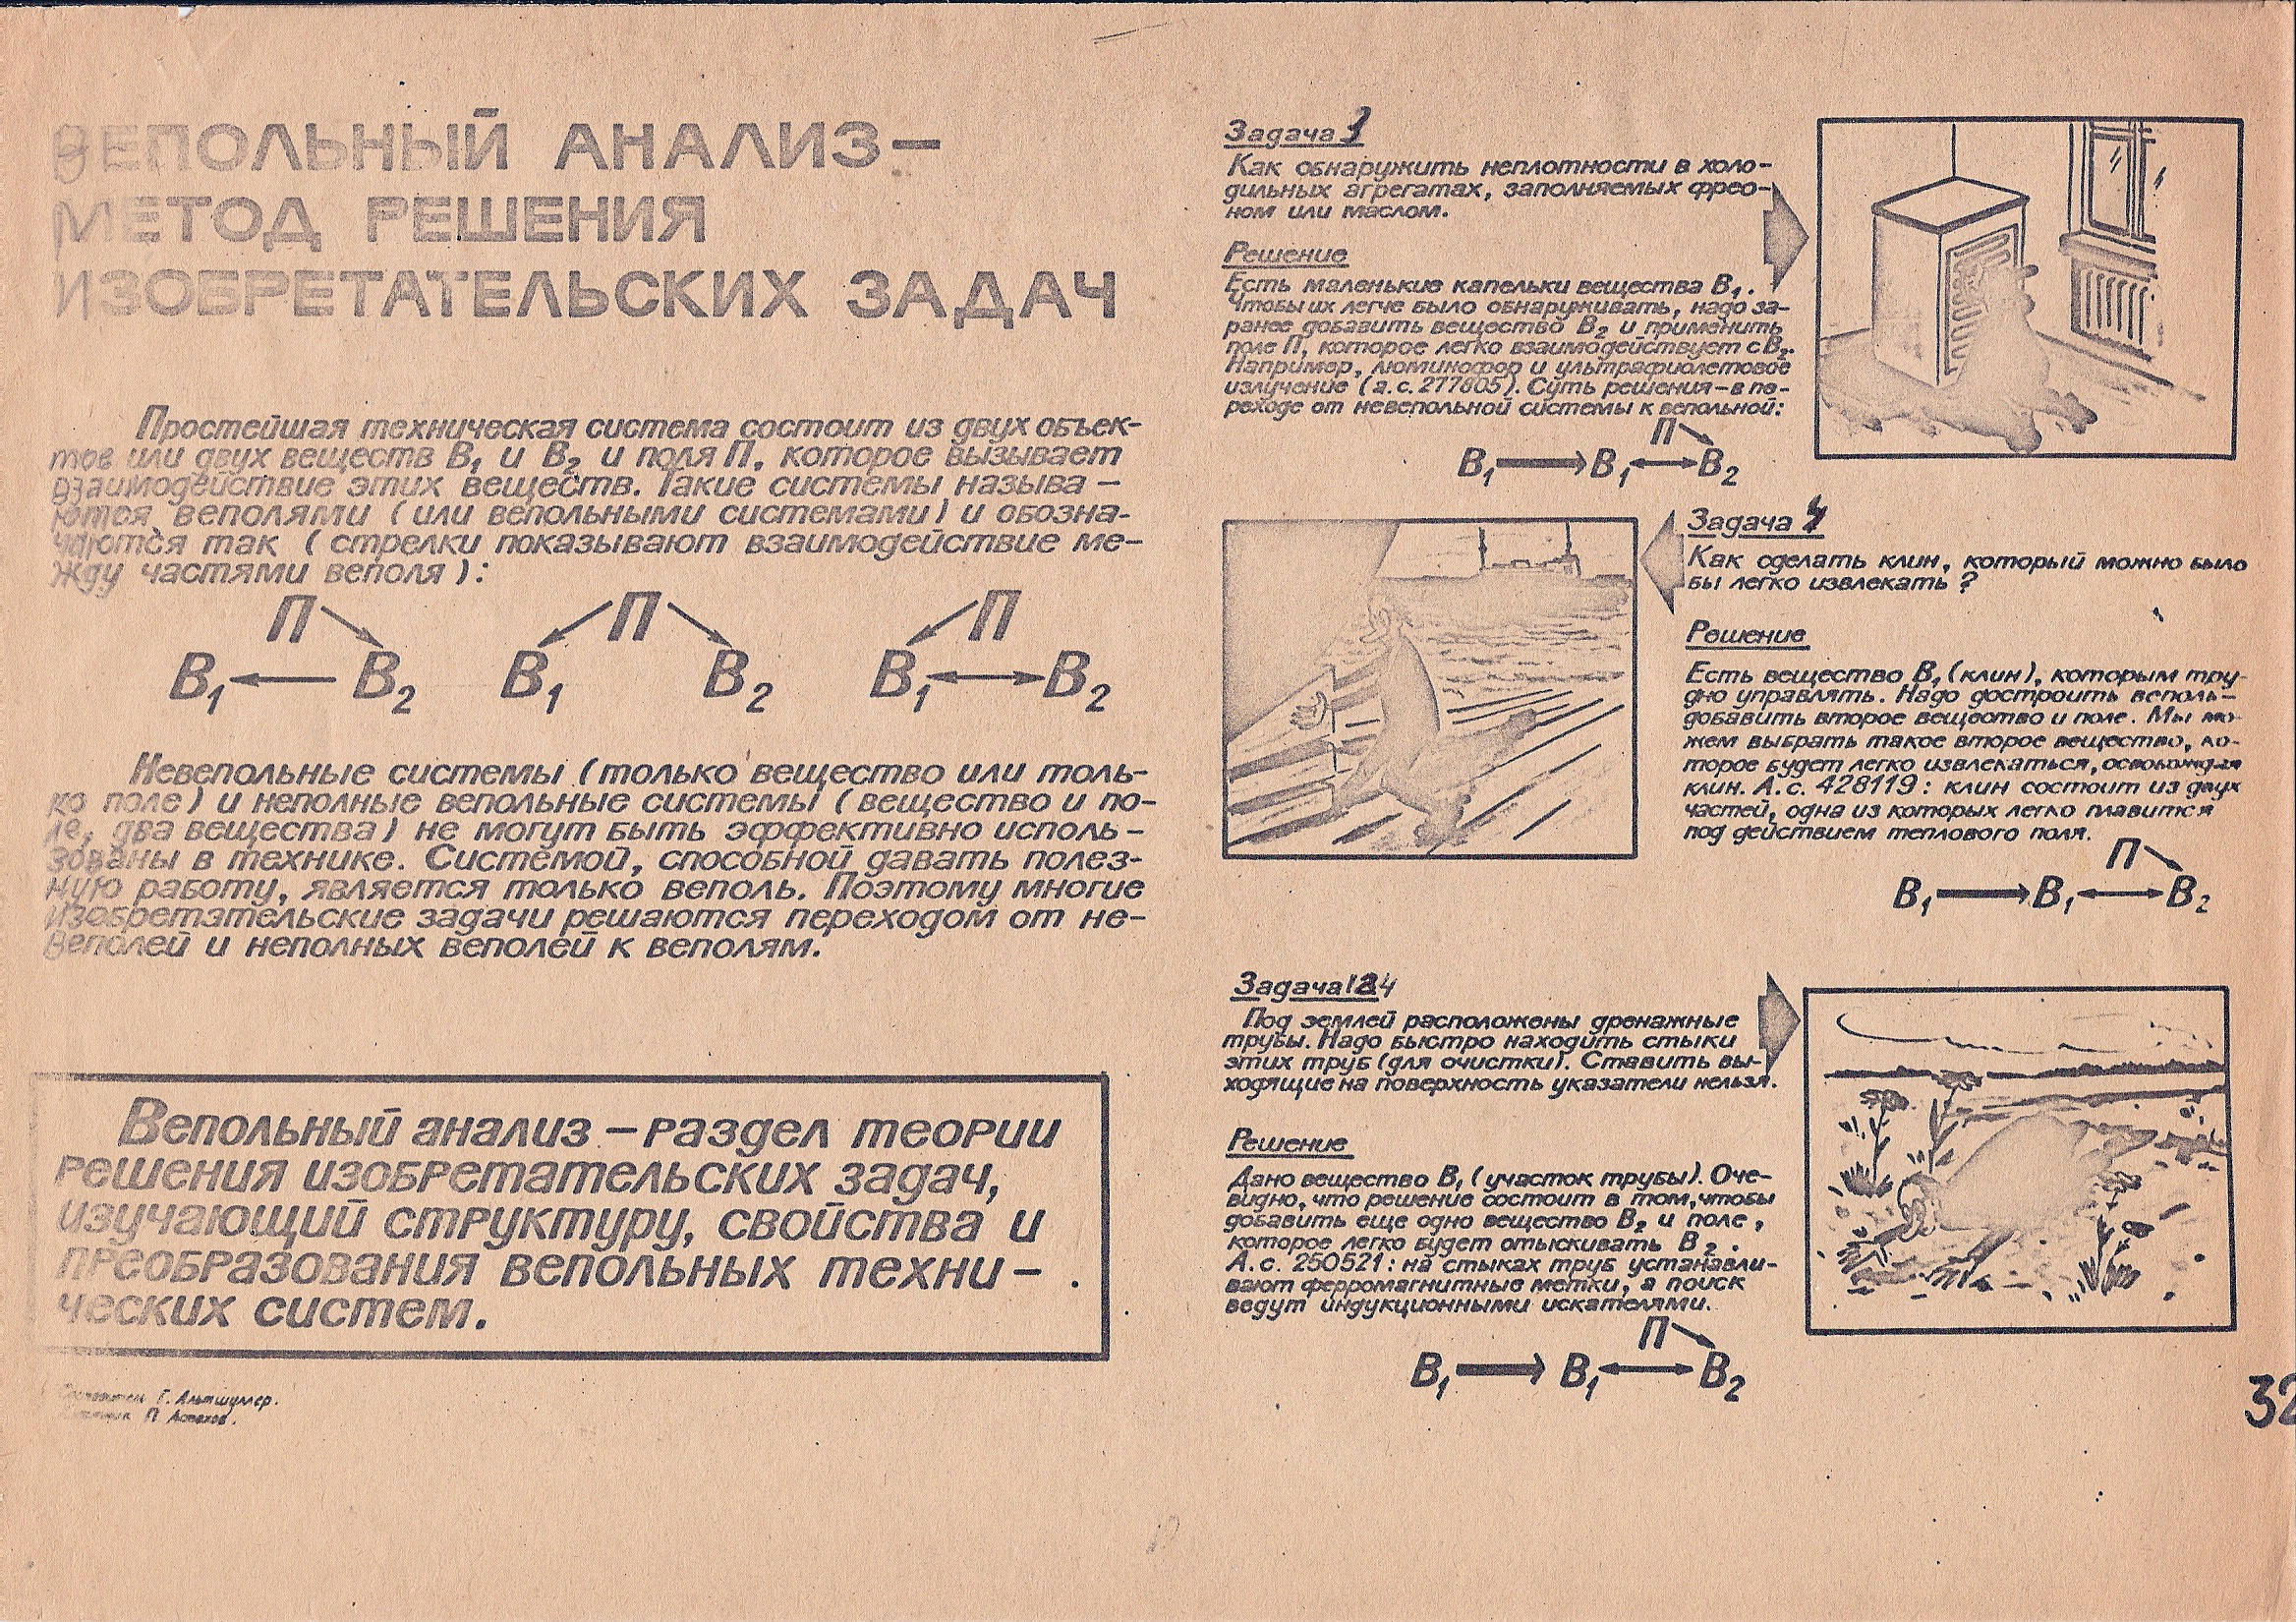 ВЕПОЛЬНЫЙ АНАЛИЗ–
МЕТОД РЕШЕНИЯ
ИЗОБРЕТАТЕЛЬСКИХ ЗАДАЧ
Простейшая техническая система состоит из двух объек-
тов или двух веществ В₁ и В₂ и поля П, которое вызывает
взаимодействие этих веществ. Такие системы называ –
ются веполями (или вепольными системами) и обозна-
чаются так (стрелки показывают взаимодействие ме-
жду частями веполя):
П П П
В₁ В₂ В₁ В₂ В₁ В₂
Невепольные системы (только вещество или толь-
ко поле) и неполные вепольные системы (вещество и по-
ле, два вещества) не могут быть эффективно исполь –
зованы в технике. Системой, способной давать полез-
ную работу, является только веполь. Поэтому многие
изобретательские задачи решаются переходом от не-
веполей и неполных веполей к веполям.
Вепольный анализ – раздел теории
решения изобретательских задач,
изучающий структуру, свойства и
преобразования вепольных техни –
ческих систем.
Г. Альтшуллер.
П.
Задача 3
Как обнаружить неплотности в холо-
дильных агрегатах, заполняемых фрео-
ном или маслом.
Решение
Есть маленькие капельки вещества В₁.
Чтобы их легче было обнаруживать, надо за-
ранее добавить вещество В₂ и применить
поле П, которое легко взаимодействует с В₂.
Например, люминофор и ультрафиолетовое
излучение (а.с. 277805). Суть решения – в пе-
реходе от невепольной системы к вепольной:
П
В₁ В₁ В₂
Задача 4
Как сделать клин, который можно было
бы легко извлекать?
Решение
Есть вещество В₁ (клин), которым тру-
дно управлять. Надо достроить веполь –
добавить второе вещество и поле. Мы мо-
жем выбрать такое второе вещество, ко-
торое будет легко извлекаться, освобождая
клин. А.с. 428119: клин состоит из двух
частей, одна из которых легко плавится
под действием теплового поля.
П
В₁ В₁ В₂
Задача
Под землей расположены дренажные
трубы. Надо быстро находить стыки
этих труб (для очистки). Ставить вы-
ходящие на поверхность указатели нельзя.
Решение
Дано вещество В₁ (участок трубы). Оче-
видно, что решение состоит в том, чтобы
добавить еще одно вещество В₂ и поле,
которое легко будет отыскивать В₂.
А.с. 250521: на стыках труб устанавли-
вают ферромагнитные метки, а поиск
ведут индукционными искателями.
П
В₁ В₁ В₂
32